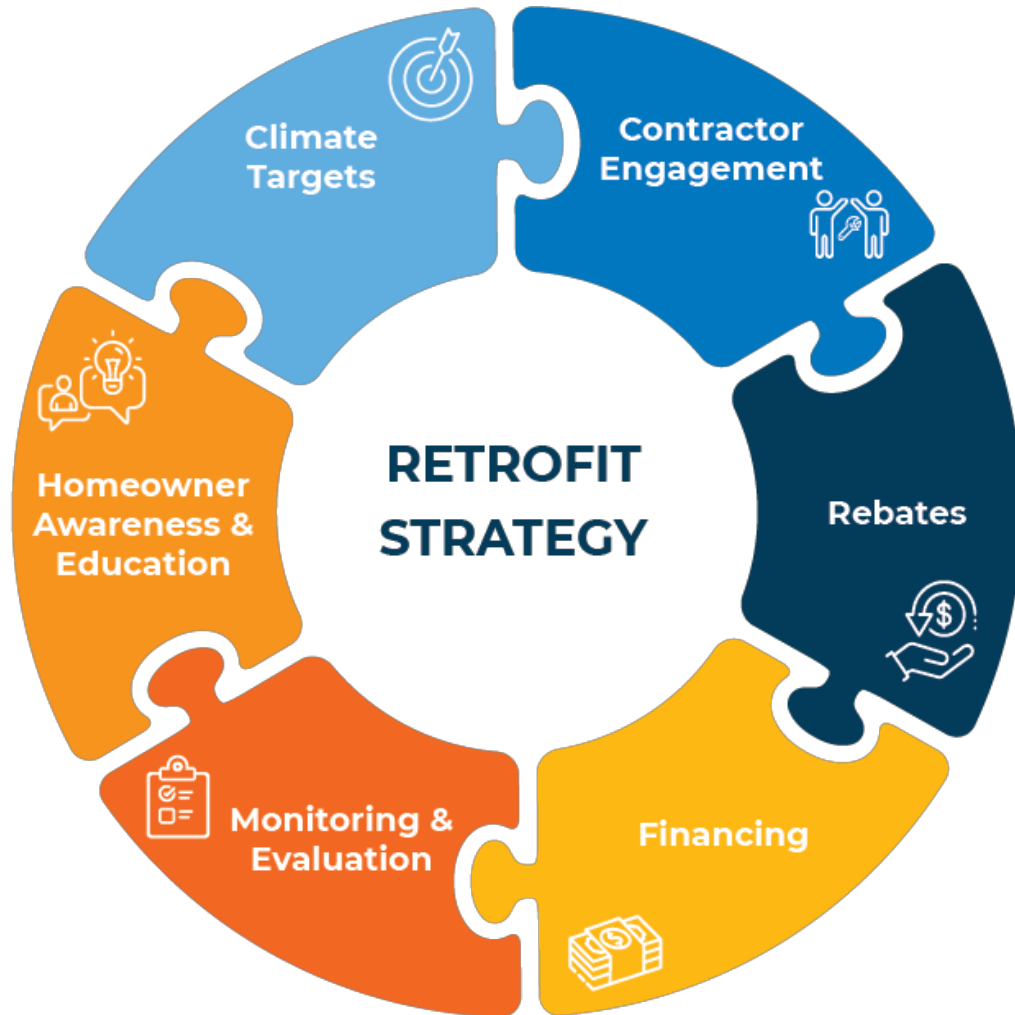 Climate
Targets
Contractor
Engagement
Homeowner
Awareness &
Education
RETROFIT
STRATEGY
Rebates
$
Monitoring &
Evaluation
Financing
$